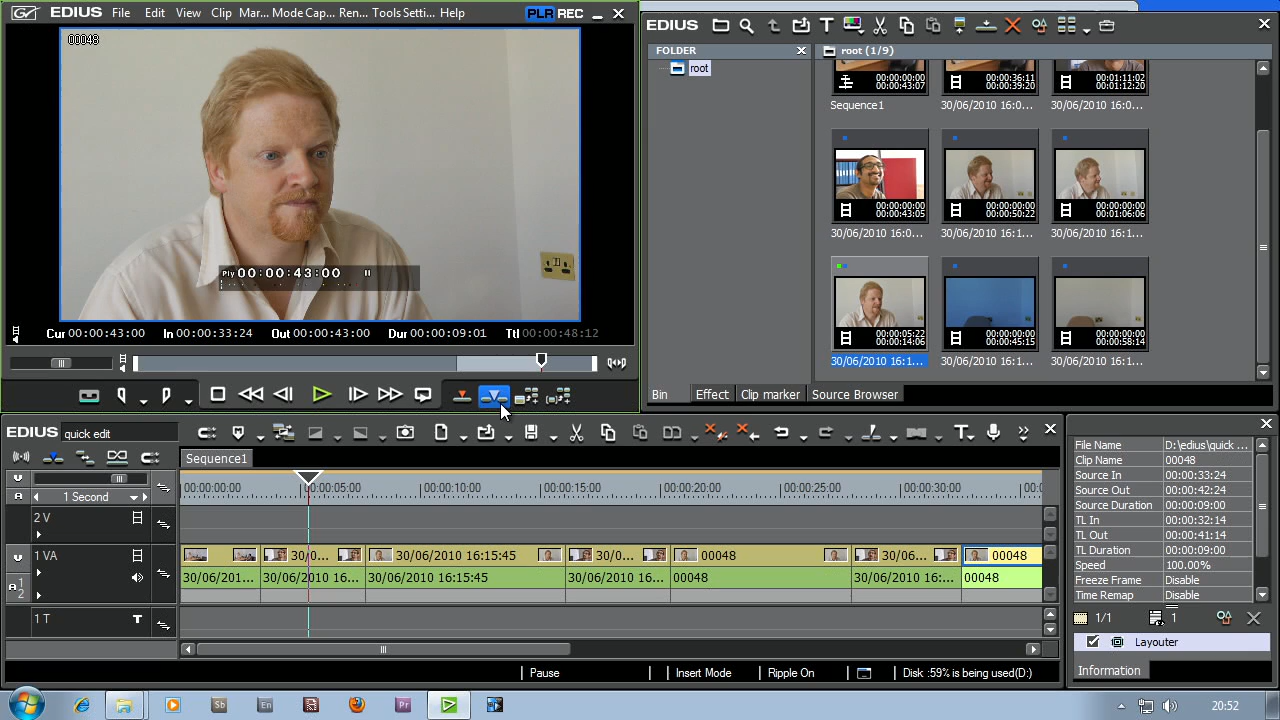 EDIUS File Edit View Clip Mar... Mode Cap... Ren... Tools Setti... Help PLR REC
00048
Ply 00:00:43:00
Cur 00:00:43:00 In 00:00:33:24 Out 00:00:43:00 Dur 00:00:09:01 Ttl 00:00:48:12
EDIUS
FOLDER
root
root (1/9)
00:00:00:00
00:00:43:07
Sequence1
00:00:36:11
00:00:39:20
30/06/2010 16:0...
00:01:11:02
00:01:12:20
30/06/2010 16:0...
00:00:00:00
00:00:43:05
30/06/2010 16:0...
00:00:00:00
00:00:50:22
30/06/2010 16:1...
00:00:00:00
00:01:06:06
30/06/2010 16:1...
00:00:05:22
00:00:14:06
30/06/2010 16:1...
00:00:00:00
00:00:45:15
30/06/2010 16:1...
00:00:00:00
00:00:58:14
30/06/2010 16:1...
Bin Effect Clip marker Source Browser
EDIUS quick edit
Sequence1
1 Second
00:00:00:00 00:00:05:00 00:00:10:00 00:00:15:00 00:00:20:00 00:00:25:00 00:00:30:00 00:0
2 V
1 VA
30/0... 30/06/2010 16:15:45 30/0... 00048 30/06... 00048
30/06/201... 30/06/2010 16... 30/06/2010 16:15:45 30/06/2010 16... 00048 30/06/2010 16:... 00048
A 1 2
1 T T
Pause Insert Mode Ripple On Disk :59% is being used(D:)
File Name D:\edius\quick ...
Clip Name 00048
Source In 00:00:33:24
Source Out 00:00:42:24
Source Duration 00:00:09:00
TL In 00:00:32:14
TL Out 00:00:41:14
TL Duration 00:00:09:00
Speed 100.00%
Freeze Frame Disable
Time Remap Disable
1/1 1
Layouter
Information
Sb En Pr
20:52